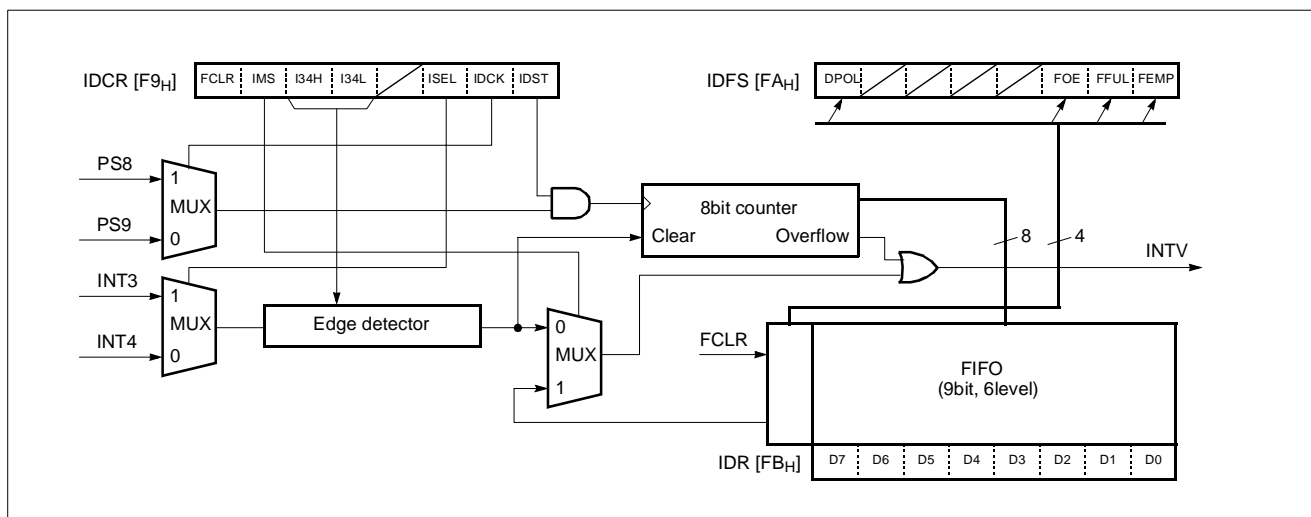 IDCR [F9H] FCLR IMS I34H I34L ISEL IDCK IDST
IDFS [FAH] DPOL FOE FFUL FEMP
PS8
1
MUX
PS9
0
8bit counter
Clear Overflow
8
4
INTV
INT3
1
MUX
INT4
0
Edge detector
0
MUX
1
FCLR
FIFO
(9bit, 6level)
IDR [FBH] D7 D6 D5 D4 D3 D2 D1 D0